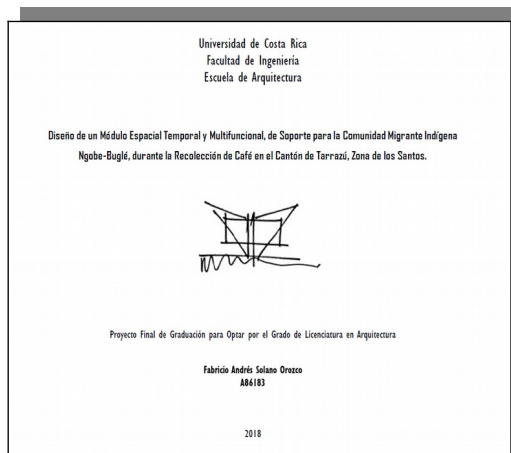 Universidad de Costa Rica
Facultad de Ingeniería
Escuela de Arquitectura
Diseño de un Módulo Espacial Temporal y Multifuncional, de Soporte para la Comunidad Migrante Indígena
Ngobe-Buglé, durante la Recolección de Café en el Cantón de Tarrazú, Zona de los Santos.
Proyecto Final de Graduación para Optar por el Grado de Licenciatura en Arquitectura
Fabricio Andrés Solano Orozco
A86183
2018